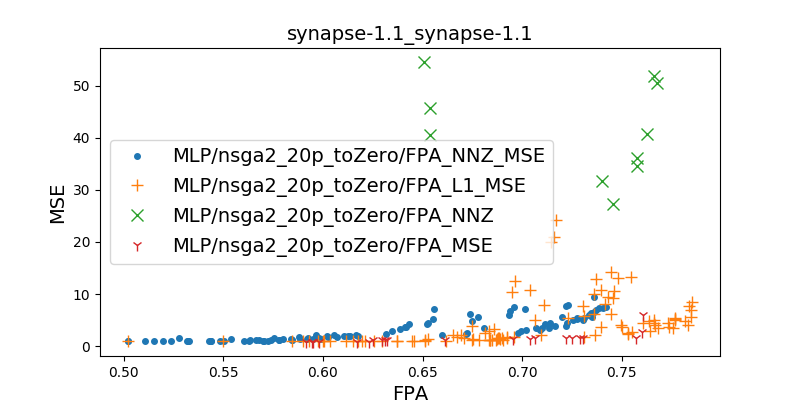 synapse-1.1_synapse-1.1
MSE
50
40
30
20
10
0
MLP/nsga2_20p_toZero/FPA_NNZ_MSE
MLP/nsga2_20p_toZero/FPA_L1_MSE
MLP/nsga2_20p_toZero/FPA_NNZ
MLP/nsga2_20p_toZero/FPA_MSE
0.50 0.55 0.60 0.65 0.70 0.75
FPA